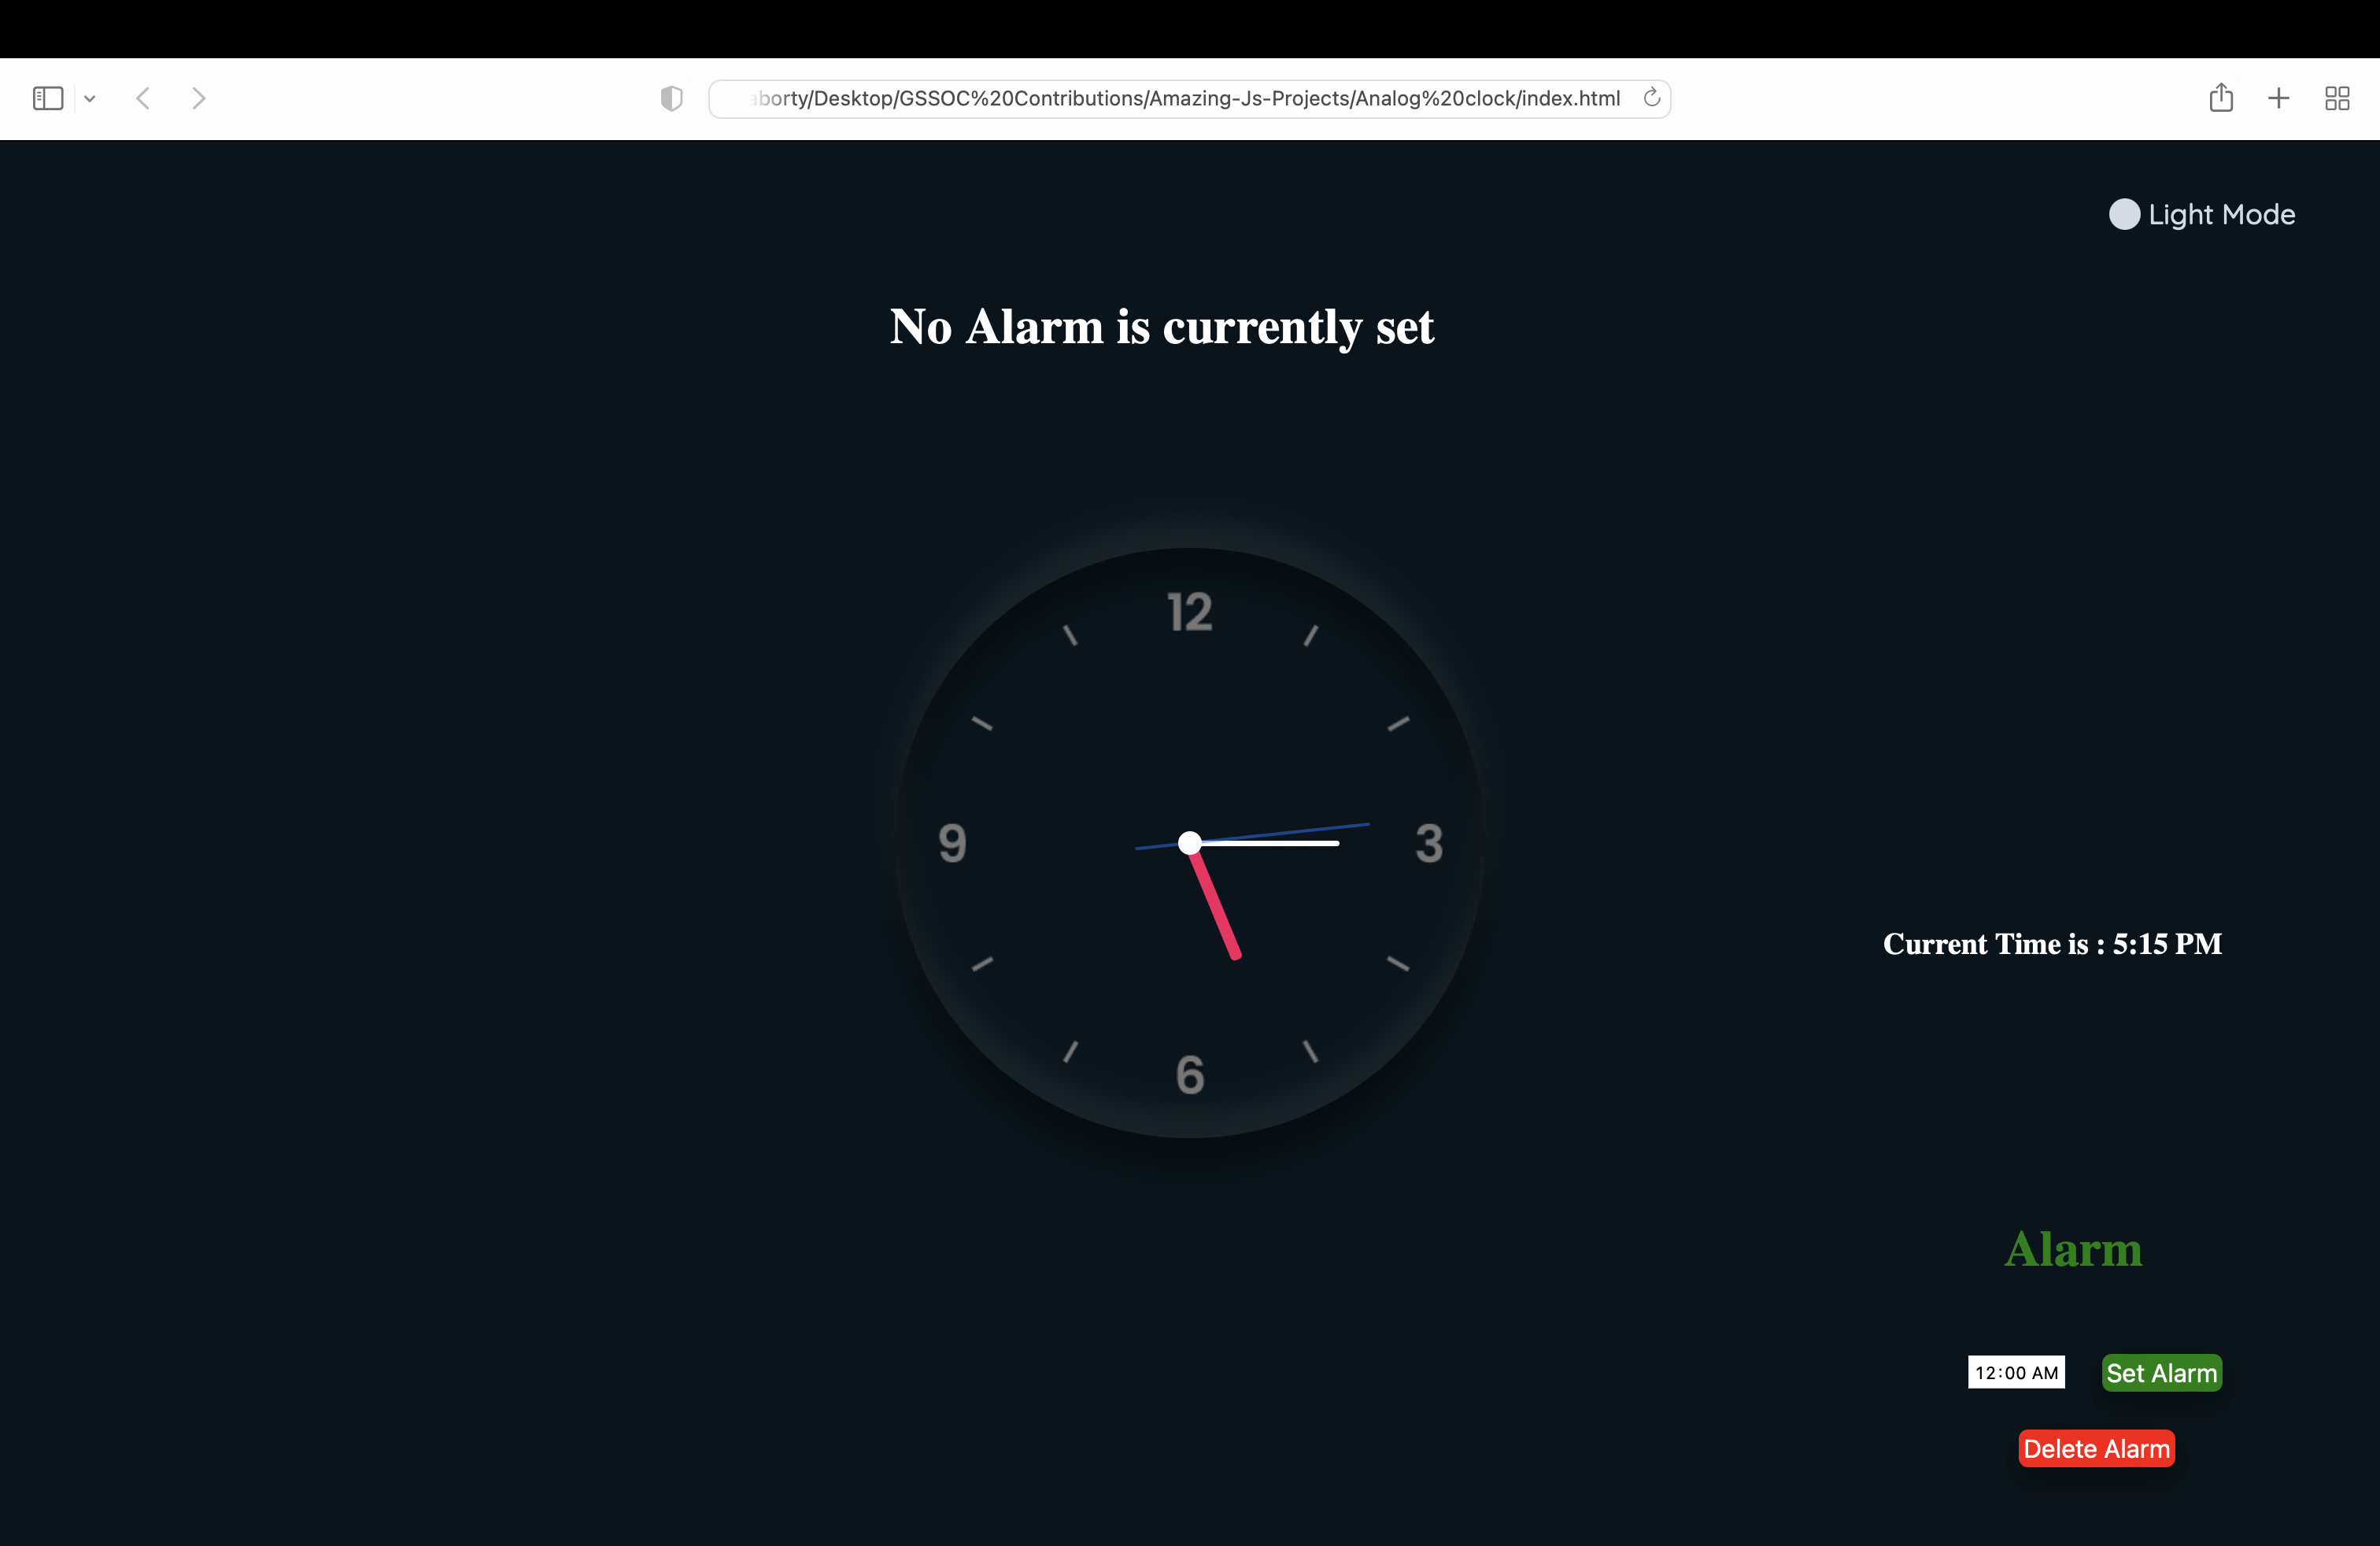 aborty/Desktop/GSSOC%20Contributions/Amazing-Js-Projects/Analog%20clock/index.html
Light Mode
No Alarm is currently set
12
9
3
6
Current Time is : 5:15 PM
Alarm
12:00 AM
Set Alarm
Delete Alarm